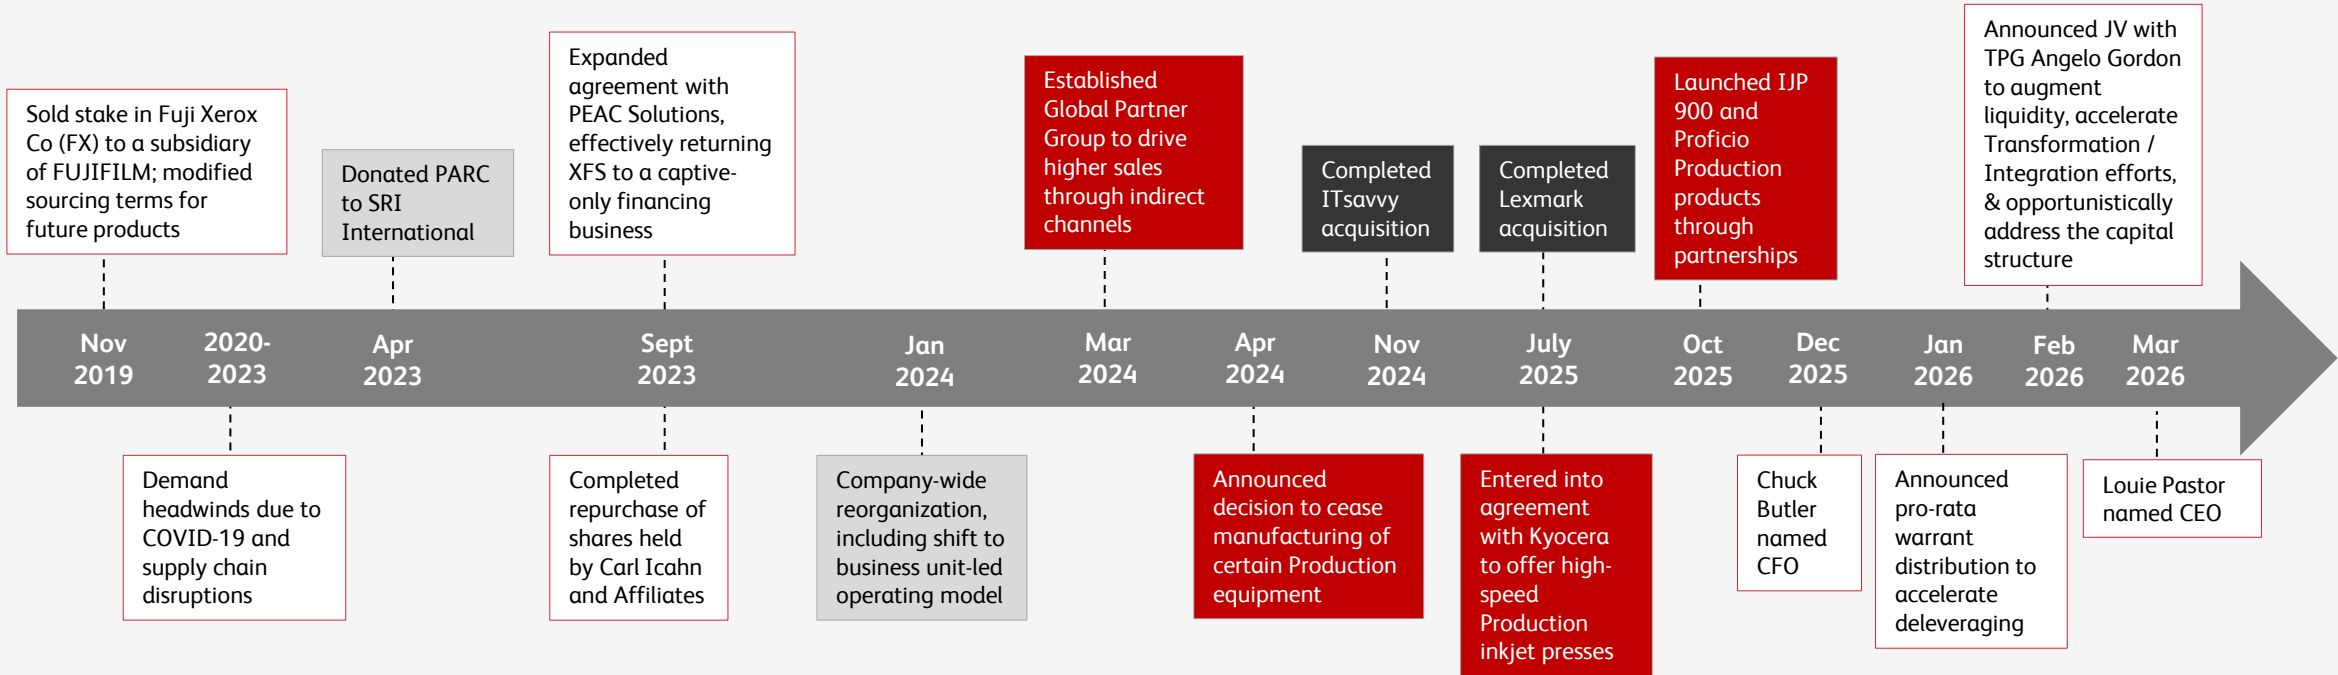 Sold stake in Fuji Xerox
Co (FX) to a subsidiary
of FUJIFILM; modified
sourcing terms for
future products
Donated PARC
to SRI
International
Expanded
agreement with
PEAC Solutions,
effectively returning
XFS to a captive-
only financing
business
Established
Global Partner
Group to drive
higher sales
through indirect
channels
Completed
ITsavvy
acquisition
Completed
Lexmark
acquisition
Launched IJP
900 and
Proficio
Production
products
through
partnerships
Announced JV with
TPG Angelo Gordon
to augment
liquidity, accelerate
Transformation /
Integration efforts,
& opportunistically
address the capital
structure
Nov
2019
2020-
2023
Apr
2023
Sept
2023
Jan
2024
Mar
2024
Apr
2024
Nov
2024
July
2025
Oct
2025
Dec
2025
Jan
2026
Feb
2026
Mar
2026
Demand
headwinds due to
COVID-19 and
supply chain
disruptions
Completed
repurchase of
shares held
by Carl Icahn
and Affiliates
Company-wide
reorganization,
including shift to
business unit-led
operating model
Announced
decision to cease
manufacturing of
certain Production
equipment
Entered into
agreement
with Kyocera
to offer high-
speed
Production
inkjet presses
Chuck
Butler
named
CFO
Announced
pro-rata
warrant
distribution to
accelerate
deleveraging
Louie Pastor
named CEO